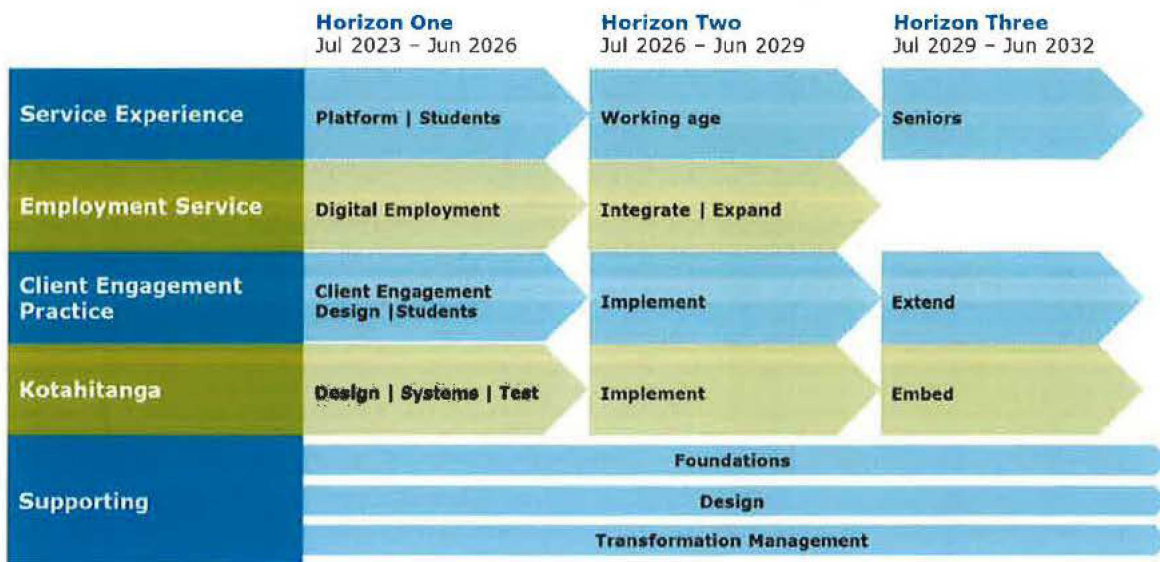 Horizon One
Jul 2023 – Jun 2026
Horizon Two
Jul 2026 – Jun 2029
Horizon Three
Jul 2029 – Jun 2032
Service Experience
Platform | Students
Working age
Seniors
Employment Service
Digital Employment
Integrate | Expand
Client Engagement
Practice
Client Engagement
Design |Students
Implement
Extend
Kotahitanga
Design | Systems | Test
Implement
Embed
Supporting
Foundations
Design
Transformation Management